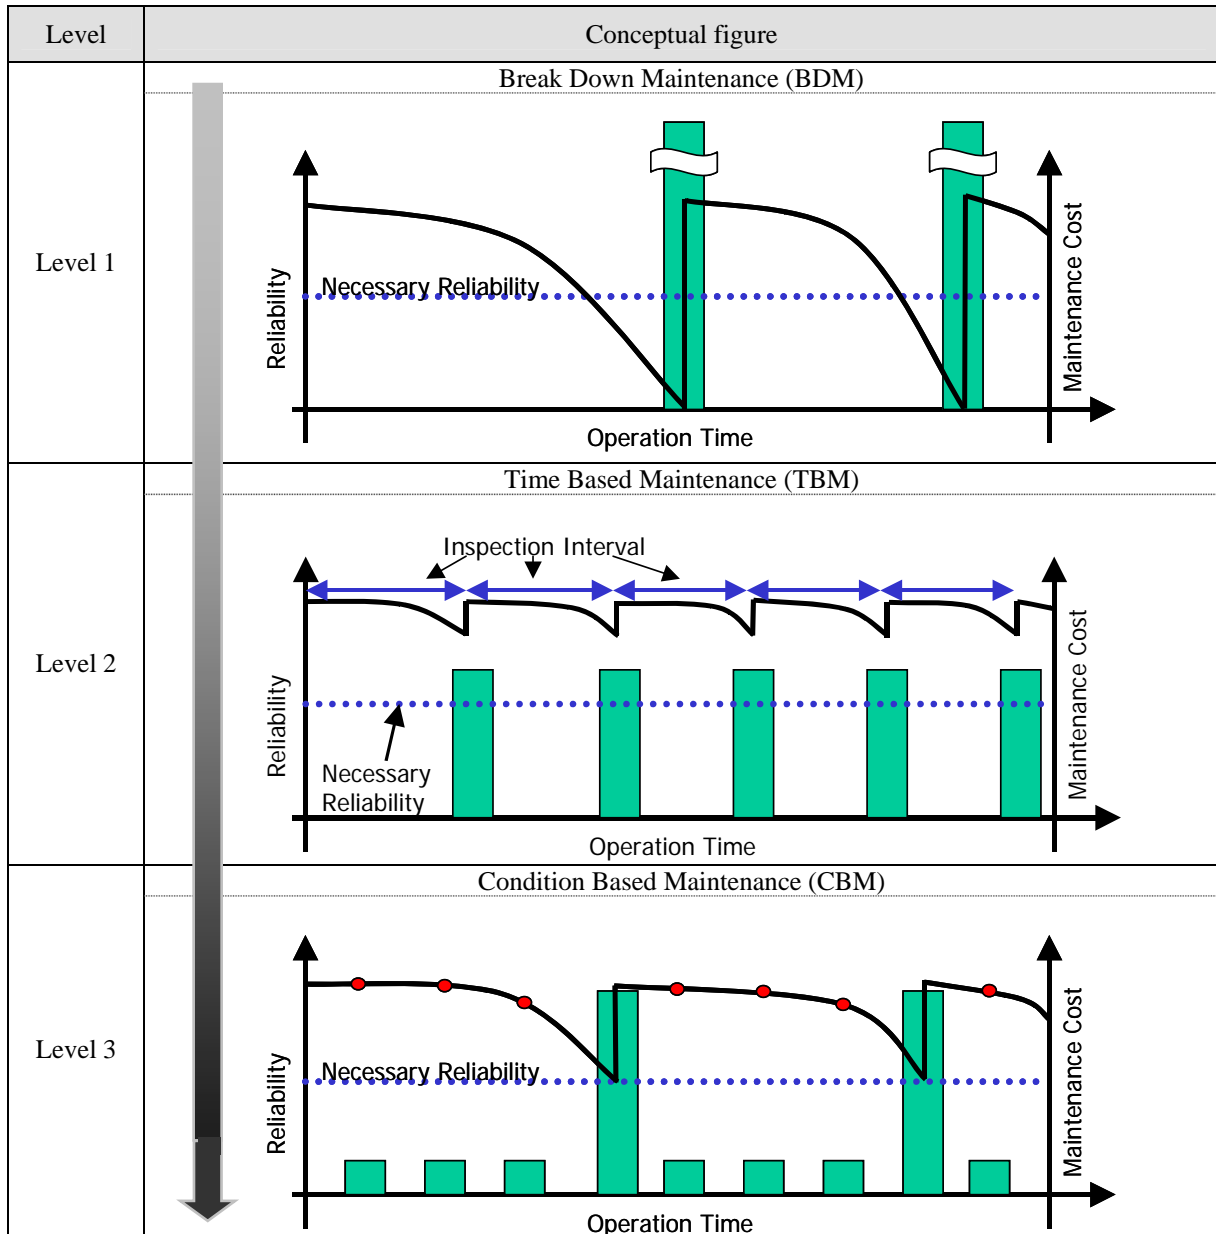 Level
Conceptual figure
Level 1
Break Down Maintenance (BDM)
Reliability
Necessary Reliability
Maintenance Cost
Operation Time
Level 2
Time Based Maintenance (TBM)
Inspection Interval
Reliability
Necessary
Reliability
Maintenance Cost
Operation Time
Level 3
Condition Based Maintenance (CBM)
Reliability
Necessary Reliability
Maintenance Cost
Operation Time